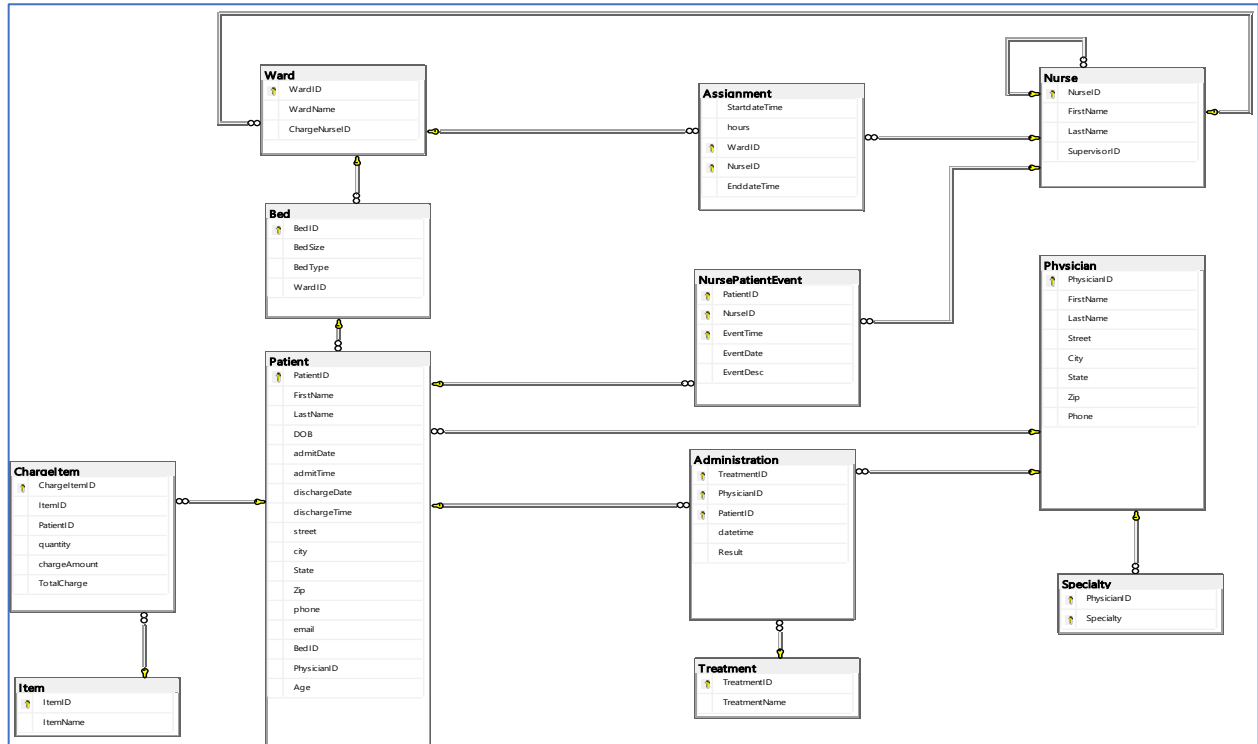 Ward
WardID
WardName
ChargeNurseID
Assignment
StartdateTime
hours
WardID
NurseID
EnddateTime
Nurse
NurseID
FirstName
LastName
SupervisorID
Bed
BedID
BedSize
BedType
WardID
NursePatientEvent
PatientID
NurseID
EventTime
EventDate
EventDesc
Physician
PhysicianID
FirstName
LastName
Street
City
State
Zip
Phone
Patient
PatientID
FirstName
LastName
DOB
admitDate
admitTime
dischargeDate
dischargeTime
street
city
State
Zip
phone
email
BedID
PhysicianID
Age
ChargeItem
ChargeItemID
ItemID
PatientID
quantity
chargeAmount
TotalCharge
Administration
TreatmentID
PhysicianID
PatientID
datetime
Result
Specialty
PhysicianID
Specialty
Item
ItemID
ItemName
Treatment
TreatmentID
TreatmentName